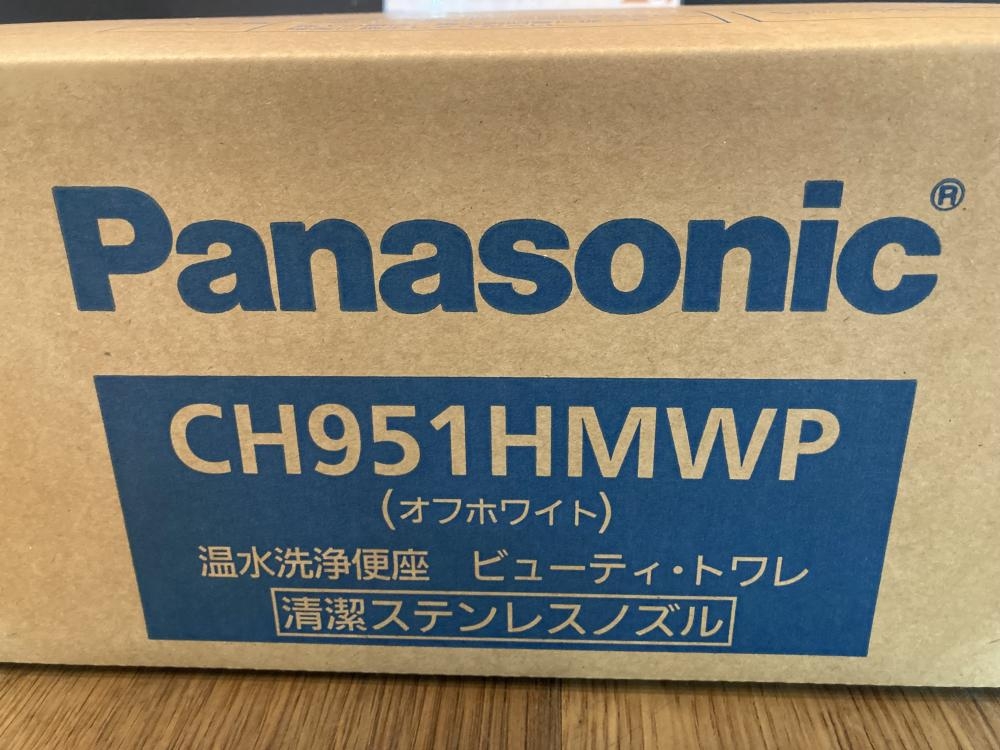 Panasonic®
CH951HMWP
(オフホワイト)
温水洗浄便座 ビューティ・トワレ
清潔ステンレスノズル